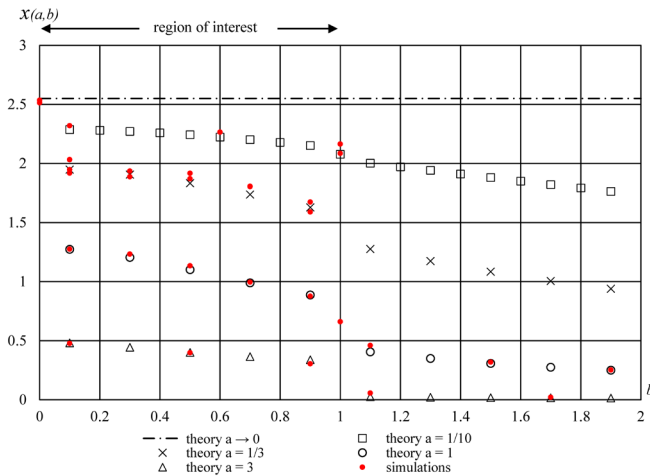 x(a,b)
region of interest
3
2.5
2
1.5
1
0.5
0
b
0 0.2 0.4 0.6 0.8 1 1.2 1.4 1.6 1.8 2
theory a → 0
theory a = 1/10
theory a = 1/3
theory a = 1
theory a = 3
simulations